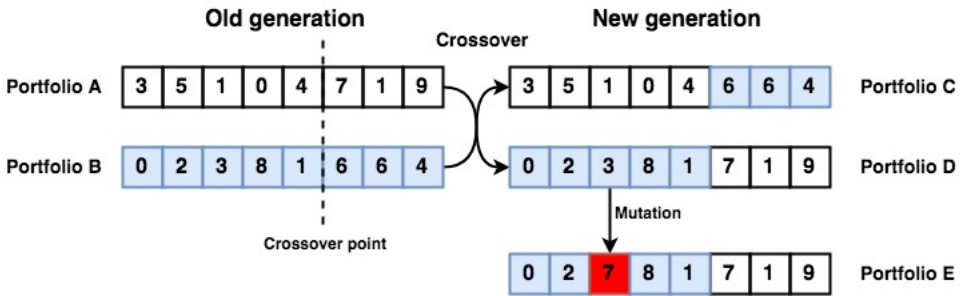 Old generation
New generation
Crossover
Portfolio A
3 5 1 0 4 7 1 9
3 5 1 0 4 6 6 4
Portfolio C
Portfolio B
0 2 3 8 1 6 6 4
0 2 3 8 1 7 1 9
Portfolio D
Mutation
Crossover point
0 2 7 8 1 7 1 9
Portfolio E